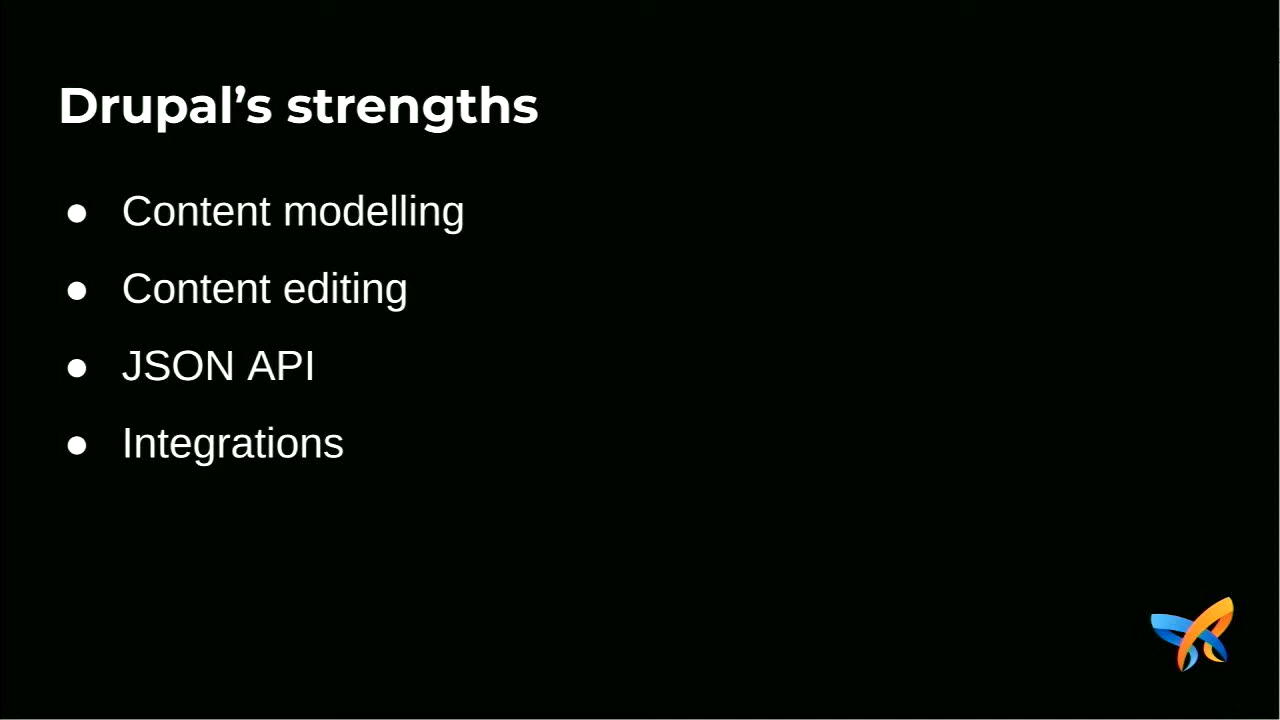 Drupal’s strengths
● Content modelling
● Content editing
● JSON API
● Integrations